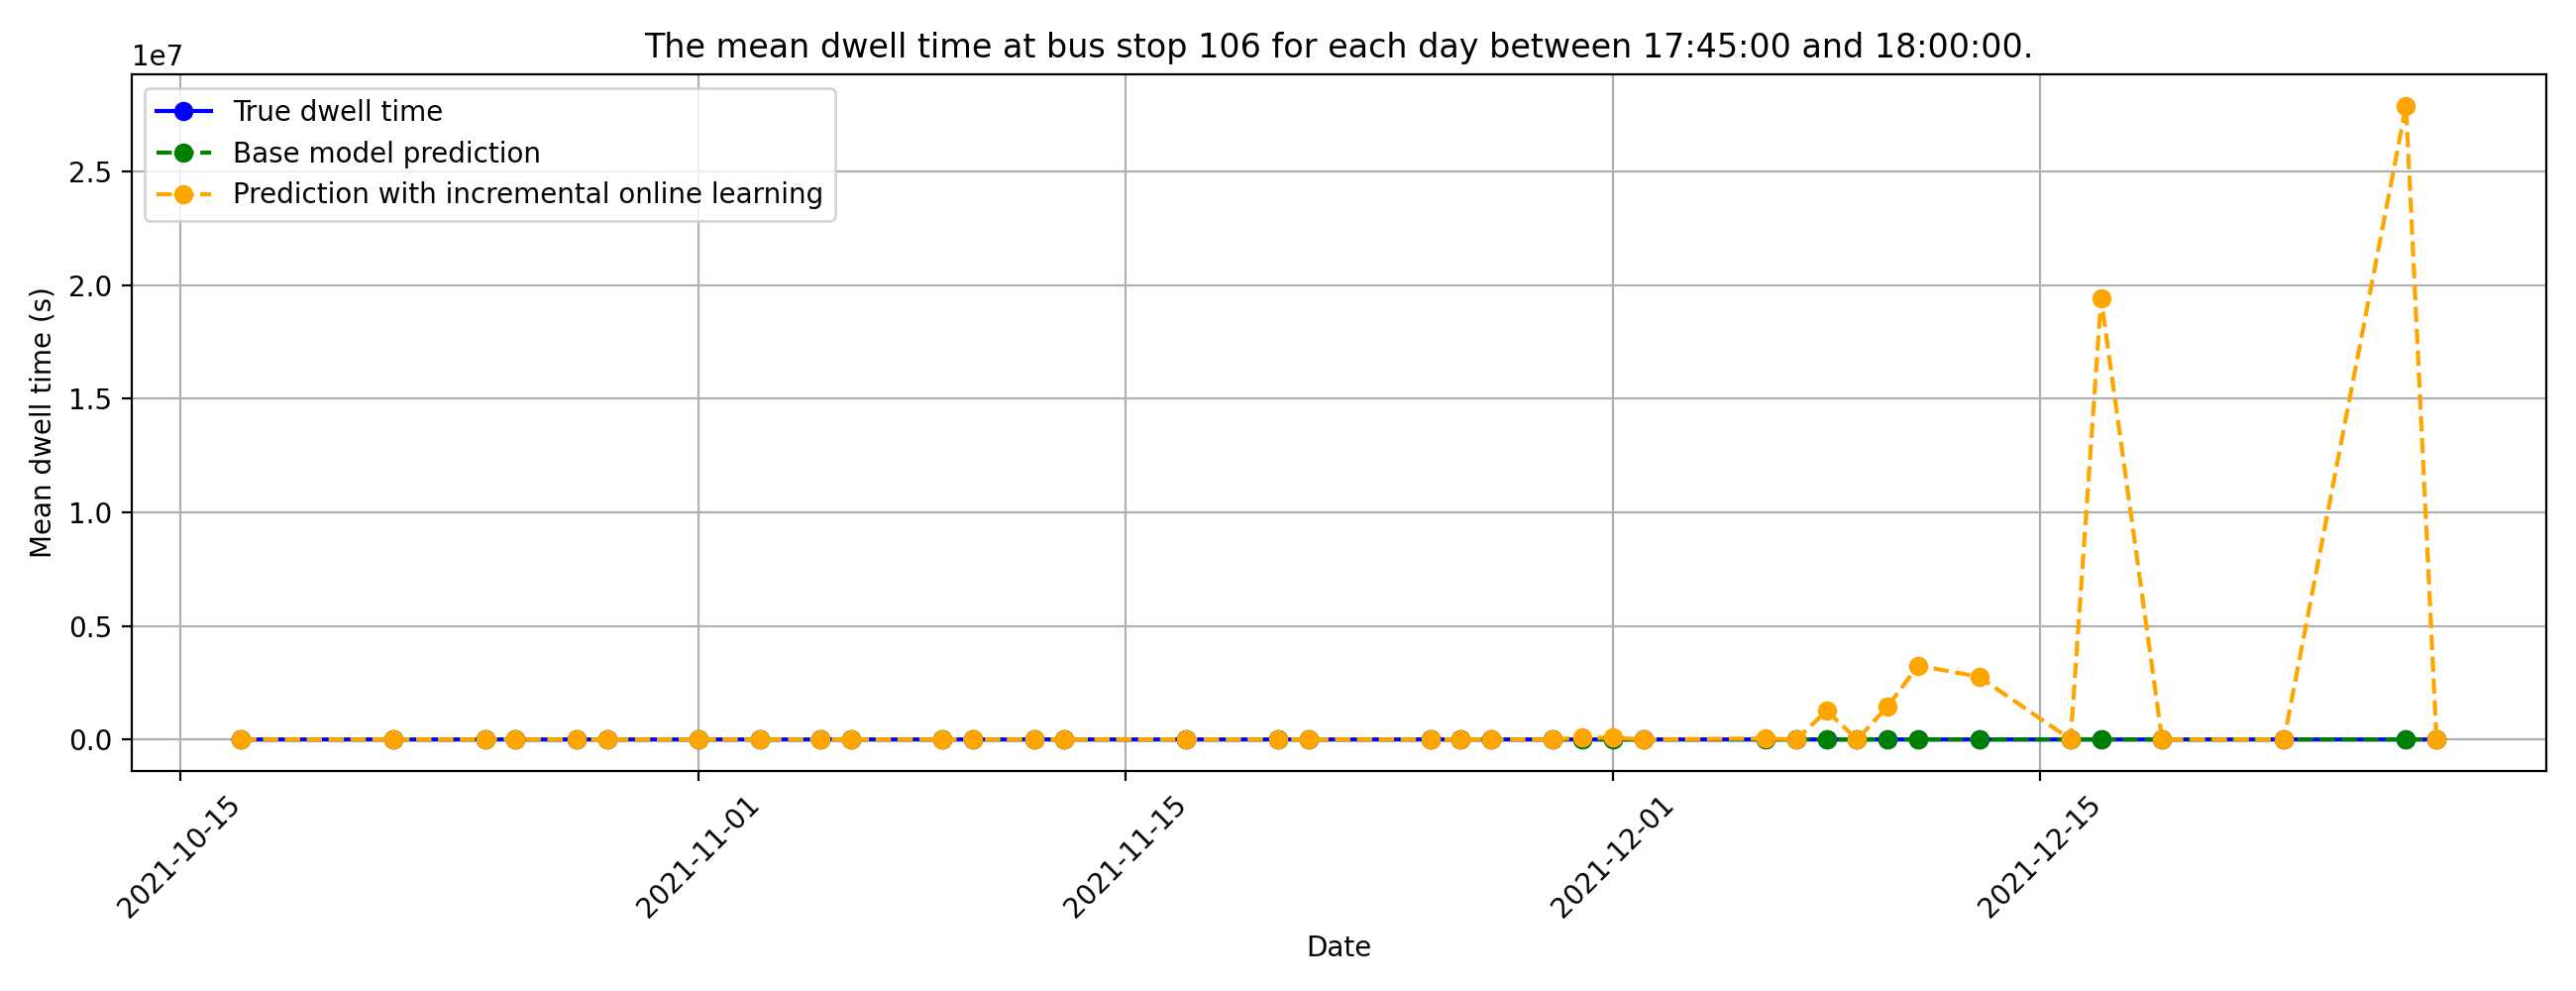 The mean dwell time at bus stop 106 for each day between 17:45:00 and 18:00:00.
1e7
True dwell time
Base model prediction
Prediction with incremental online learning
Mean dwell time (s)
2.5
2.0
1.5
1.0
0.5
0.0
2021-10-15
2021-11-01
2021-11-15
2021-12-01
2021-12-15
Date